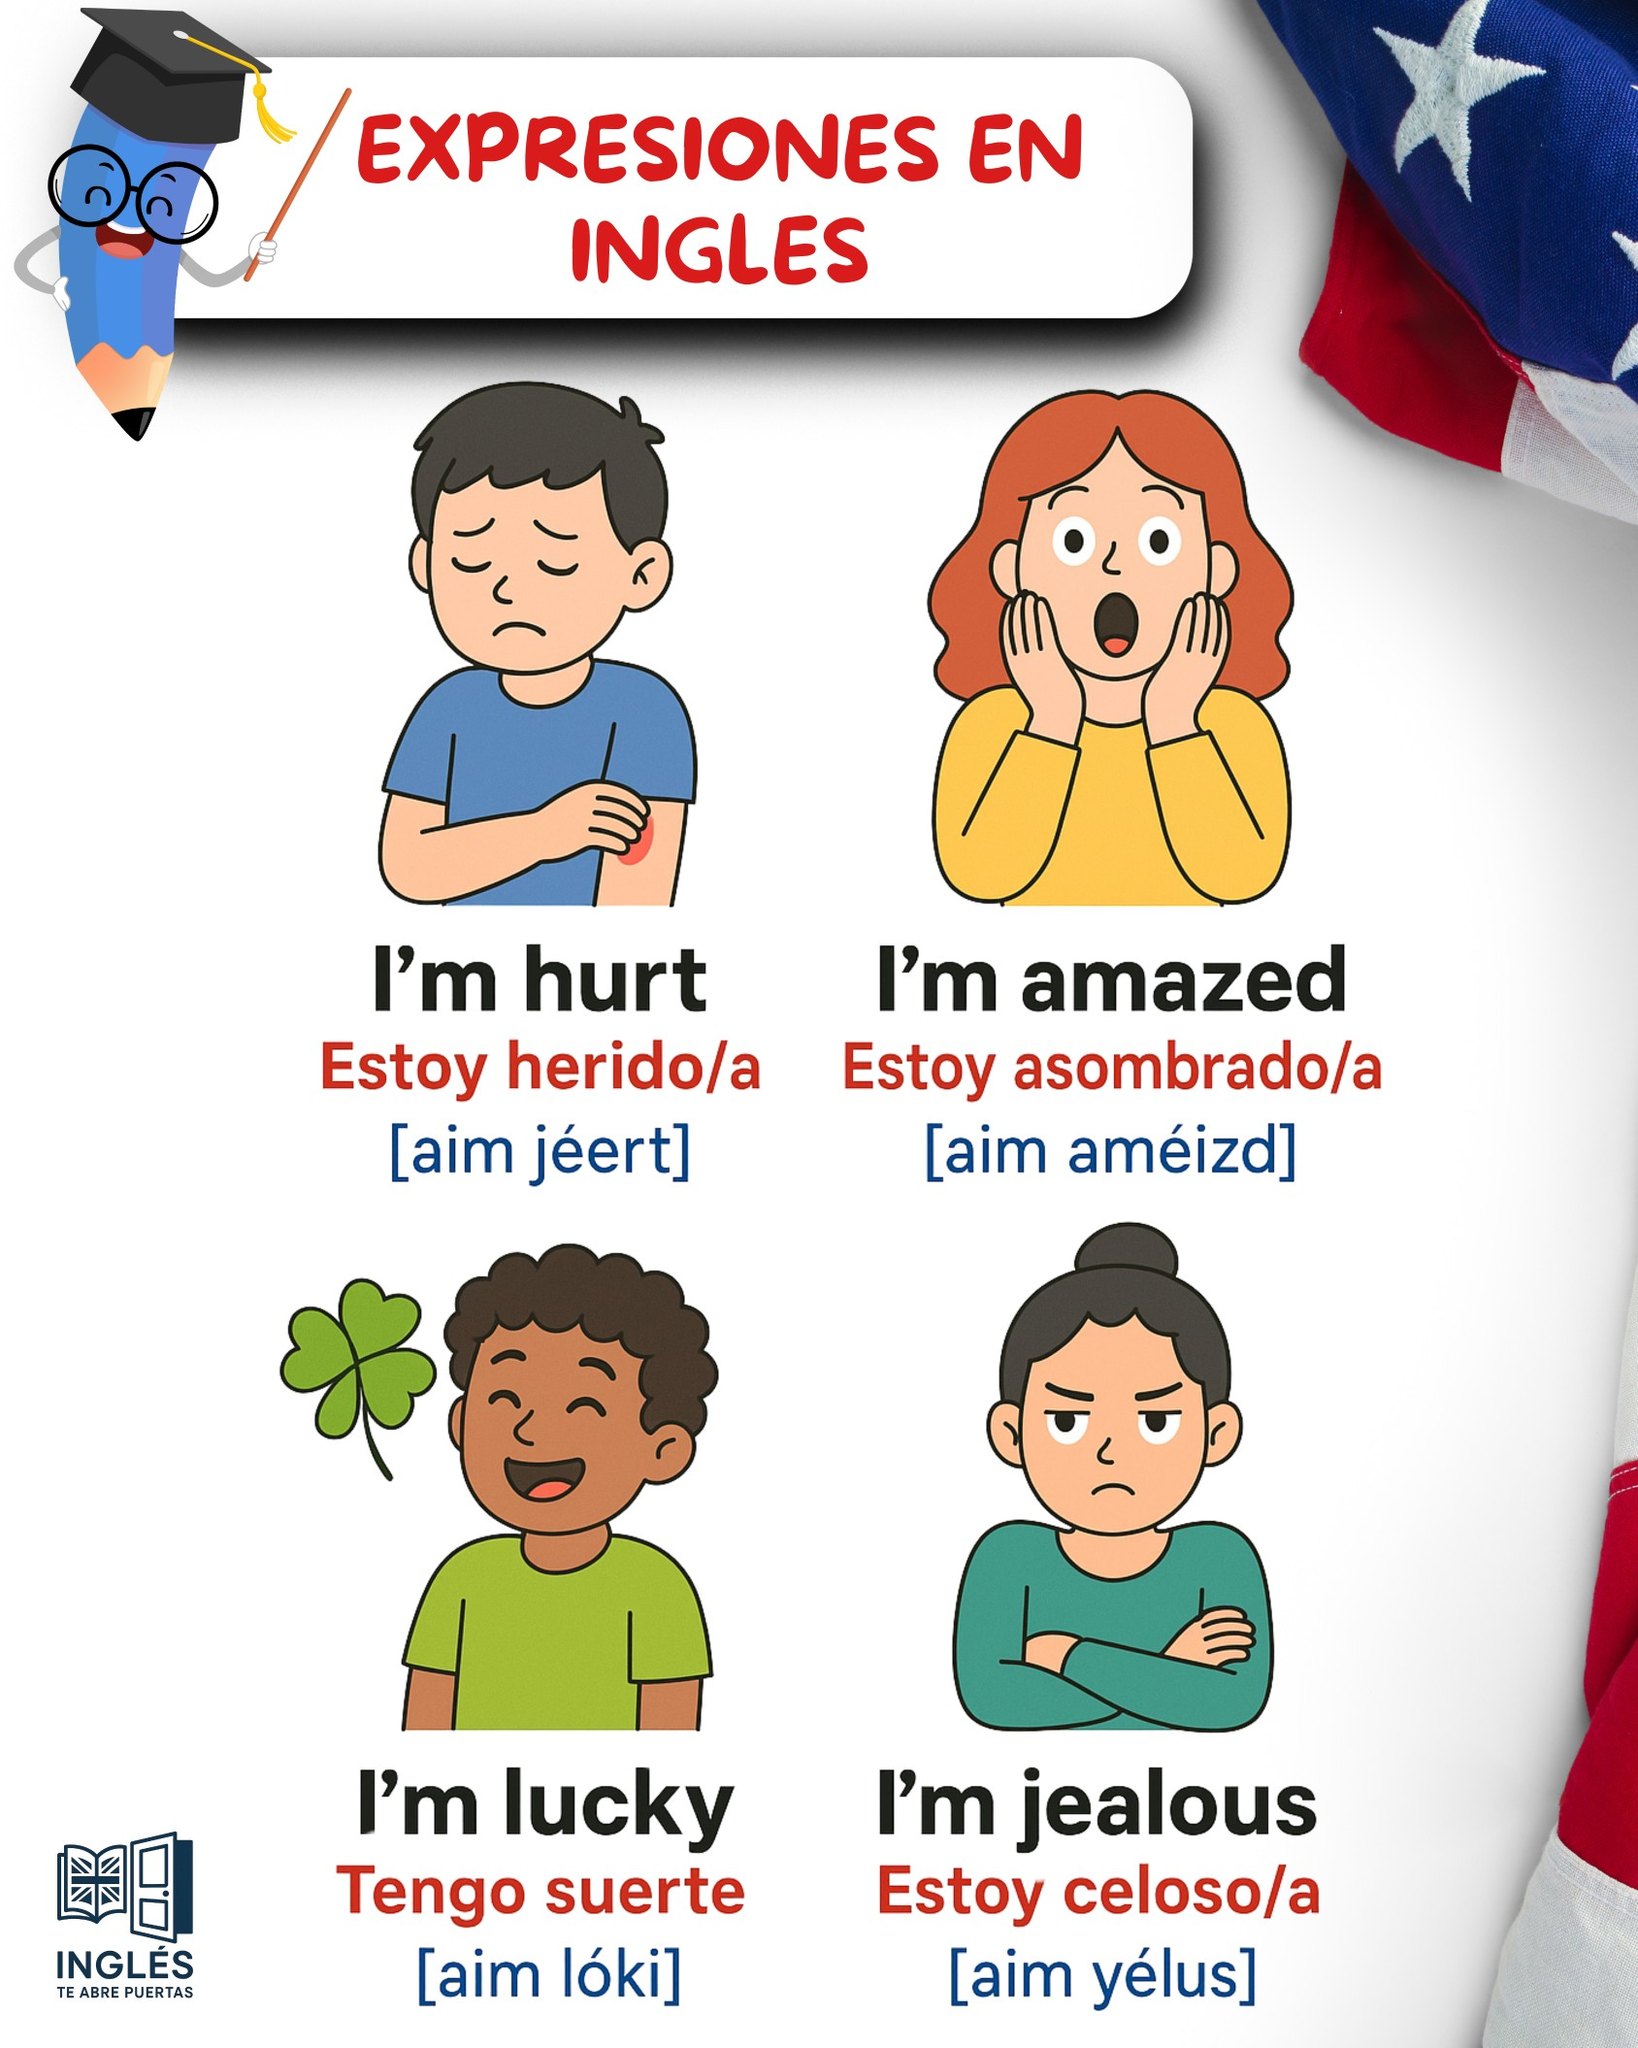 EXPRESIONES EN
INGLES
I'm hurt
Estoy herido/a
[aim jéert]
I'm amazed
Estoy asombrado/a
[aim améizd]
I'm lucky
Tengo suerte
[aim lóki]
I'm jealous
Estoy celoso/a
[aim yélus]
INGLÉS
TE ABRE PUERTAS